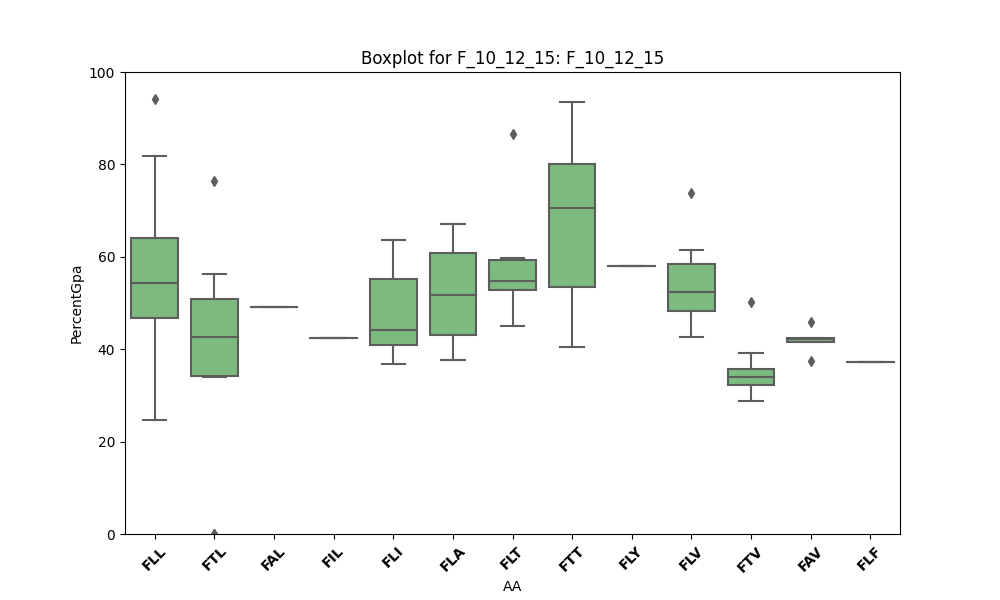 Boxplot for F_10_12_15: F_10_12_15
100
80
60
40
20
0
PercentGpa
FLL FTL FAL FIL FLI FLA FLT FTT FLY FLV FTV FAV FLF
AA